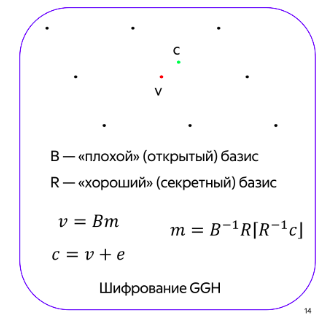 c
v
B — «плохой» (открытый) базис
R — «хороший» (секретный) базис
v = Bm
m = B⁻¹R⌈R⁻¹c⌋
c = v + e
Шифрование GGH
14